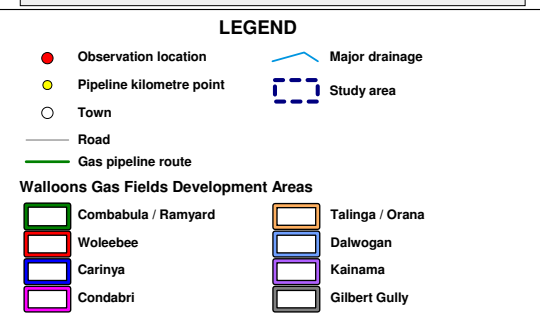 LEGEND
Observation location
Major drainage
Pipeline kilometre point
Study area
Town
Road
Gas pipeline route
Walloons Gas Fields Development Areas
Combabula / Ramyard
Talinga / Orana
Woleebee
Dalwogan
Carinya
Kainama
Condabri
Gilbert Gully